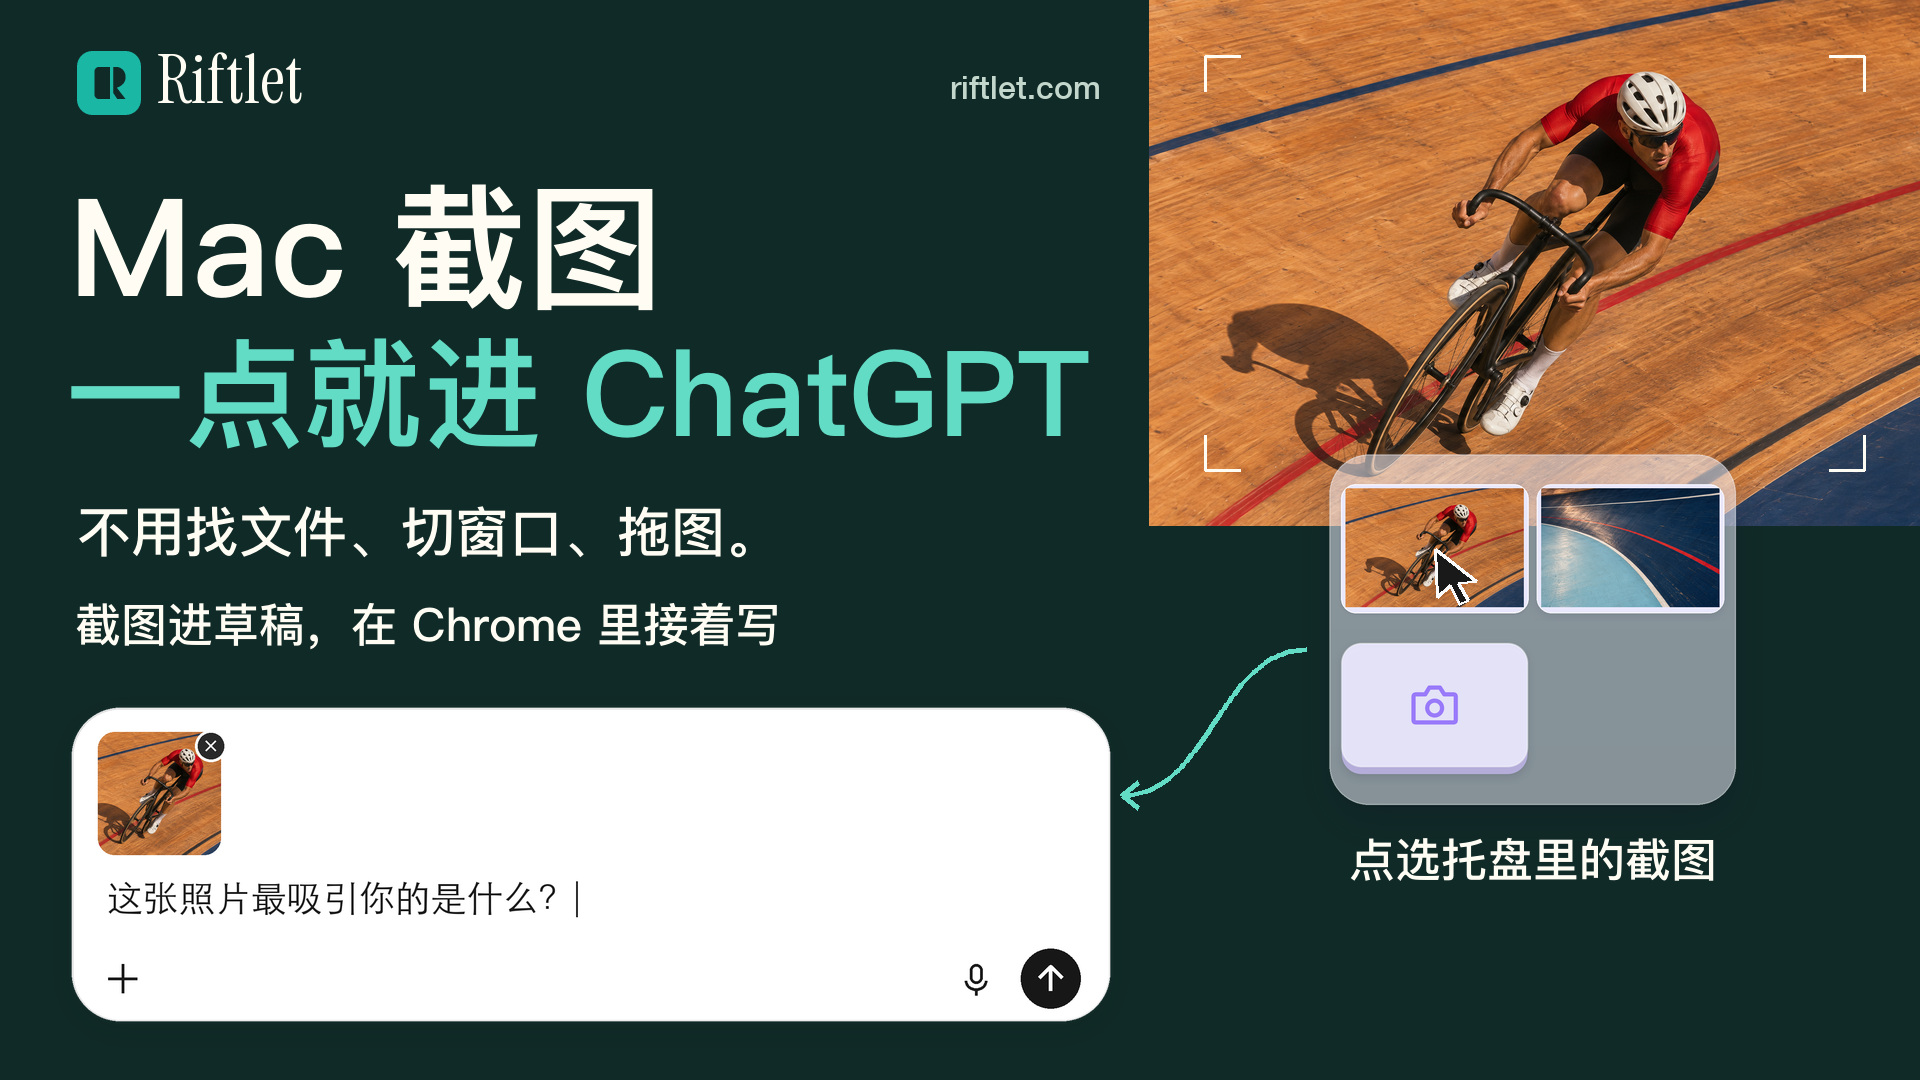 Riftlet
riftlet.com
Mac 截图
一点就进 ChatGPT
不用找文件、切窗口、拖图。
截图进草稿，在 Chrome 里接着写
这张照片最吸引你的是什么？
点选托盘里的截图